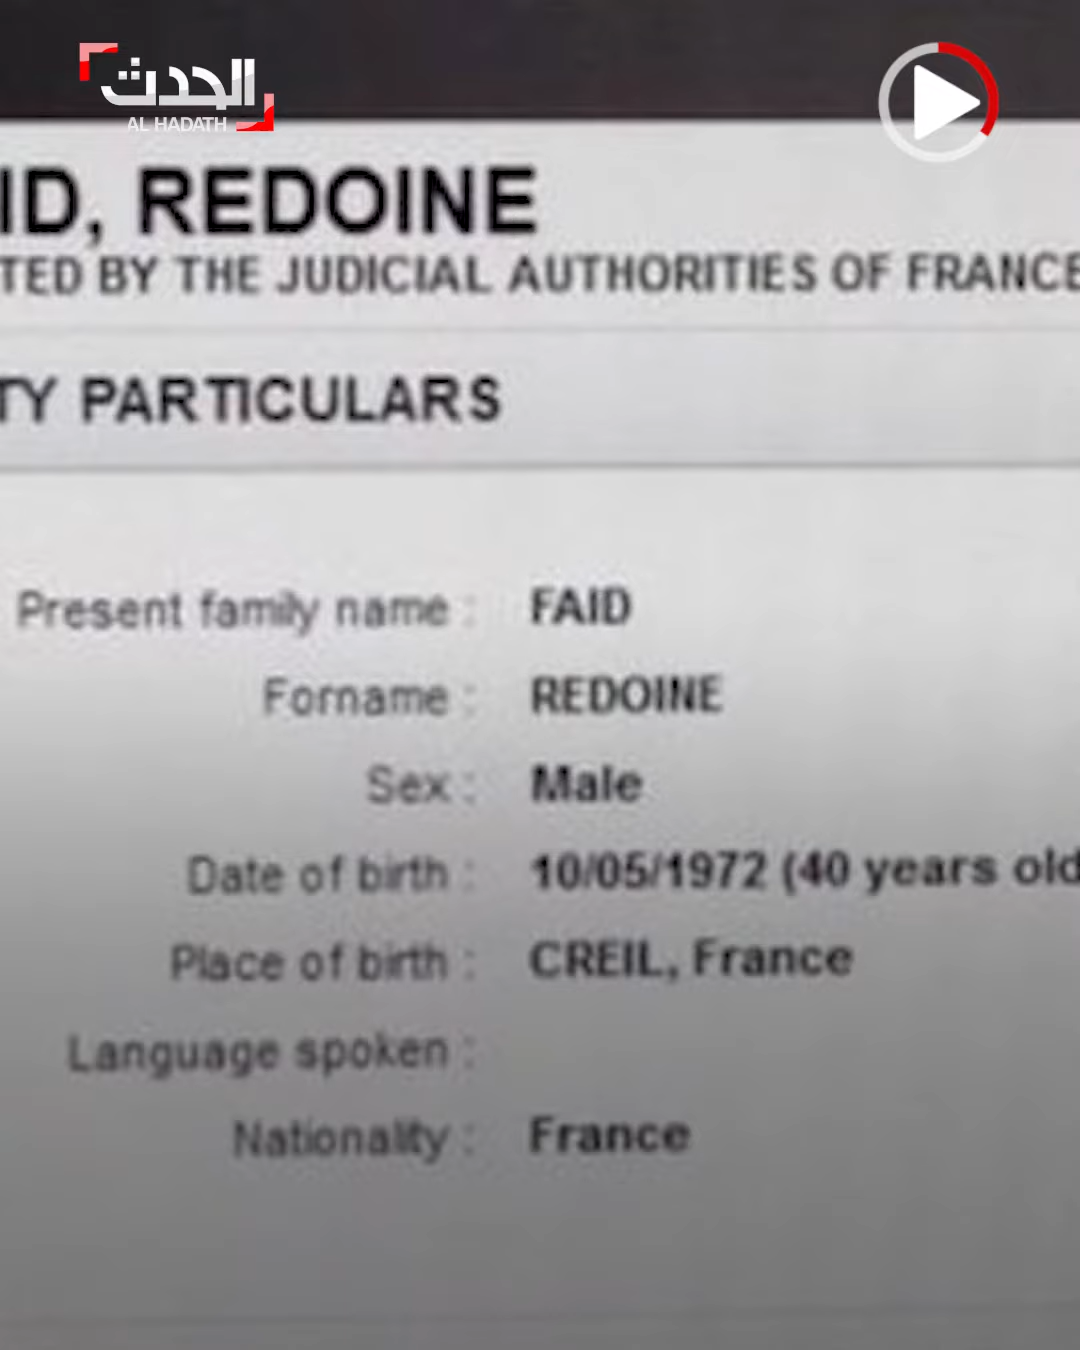 الحدث
AL HADATH
ID, REDOINE
TED BY THE JUDICIAL AUTHORITIES OF FRANCE
TY PARTICULARS
Present family name : FAID
Forname : REDOINE
Sex : Male
Date of birth : 10/05/1972 (40 years old
Place of birth : CREIL, France
Language spoken :
Nationality : France